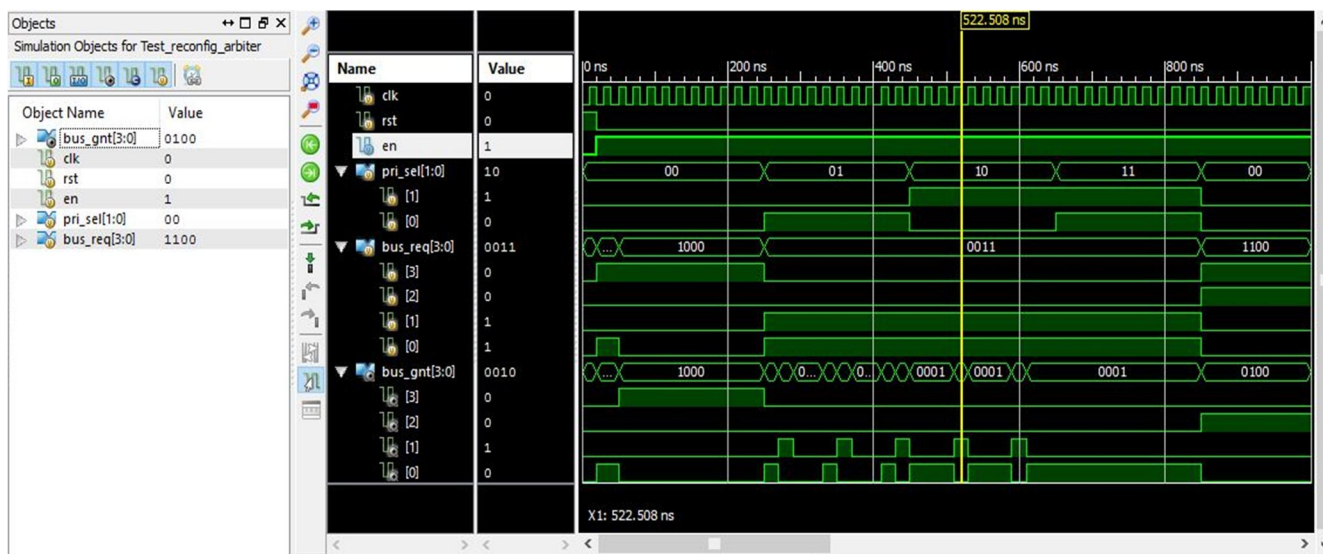 Objects
Simulation Objects for Test_reconfig_arbiter
Object Name Value
bus_gnt[3:0] 0100
clk 0
rst 0
en 1
pri_sel[1:0] 00
bus_req[3:0] 1100
522.508 ns
Name Value 0 ns 200 ns 400 ns 600 ns 800 ns
clk 0
rst 0
en 1
pri_sel[1:0] 10 00 01 10 11 00
[1] 1
[0] 0
bus_req[3:0] 0011 ... 1000 0011 1100
[3] 0
[2] 0
[1] 1
[0] 1
bus_gnt[3:0] 0010 ... 1000 0... 0.. 0001 0001 0001 0100
[3] 0
[2] 0
[1] 1
[0] 0
X1: 522.508 ns